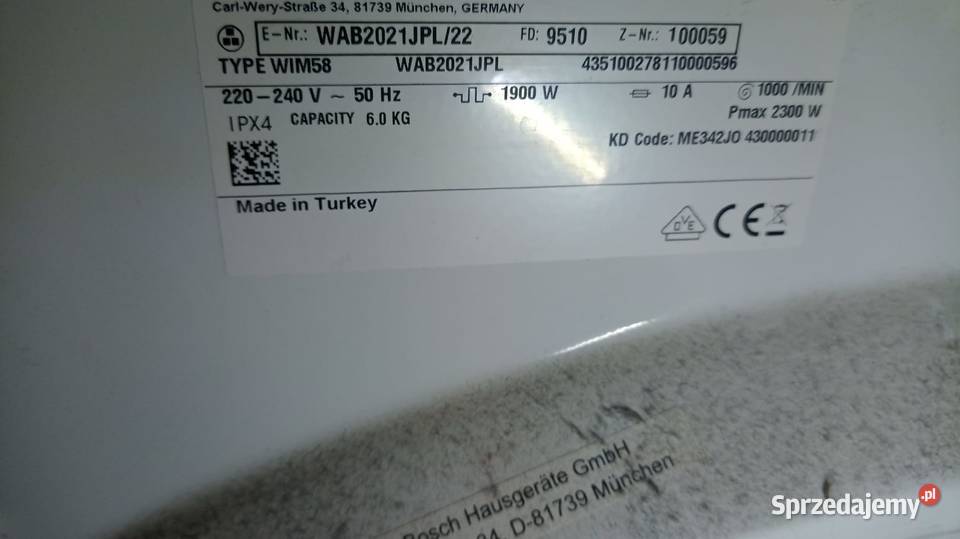 Carl-Wery-Straße 34, 81739 München, GERMANY
E-Nr.: WAB2021JPL/22 FD: 9510 Z-Nr.: 100059
TYPE WIM58 WAB2021JPL 435100278110000596
220-240 V ~ 50 Hz 1900 W 10 A 1000 /MIN
IPX4 CAPACITY 6.0 KG Pmax 2300 W
KD Code: ME342JO 430000011
Made in Turkey
DVE CE
Bosch Hausgeräte GmbH
34, D-81739 München
Sprzedajemy.pl